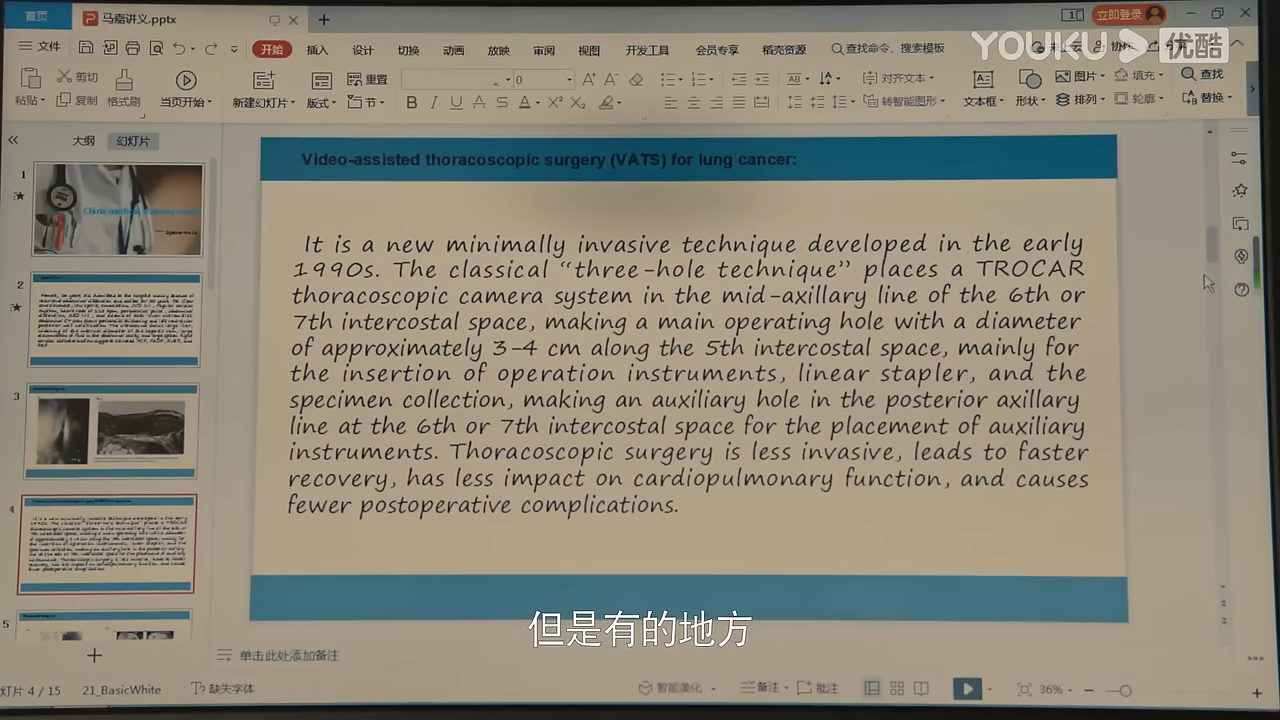 首页
马嘉讲义.pptx
立即登录
YOUKU 优酷
文件
开始
插入
设计
切换
动画
放映
审阅
视图
开发工具
会员专享
稻壳资源
查找命令、搜索模板
剪切
粘贴
复制
格式刷
当页开始
新建幻灯片
版式
重置
节
0
B I U A S A X² X₂
对齐文本
转智能图形
文本框
形状
图片
排列
填充
轮廓
查找
替换
大纲
幻灯片
1
2
3
4
5
Video-assisted thoracoscopic surgery (VATS) for lung cancer:
It is a new minimally invasive technique developed in the early
1990s. The classical “three-hole technique” places a TROCAR
thoracoscopic camera system in the mid-axillary line of the 6th or
7th intercostal space, making a main operating hole with a diameter
of approximately 3-4 cm along the 5th intercostal space, mainly for
the insertion of operation instruments, linear stapler, and the
specimen collection, making an auxiliary hole in the posterior axillary
line at the 6th or 7th intercostal space for the placement of auxiliary
instruments. Thoracoscopic surgery is less invasive, leads to faster
recovery, has less impact on cardiopulmonary function, and causes
fewer postoperative complications.
但是有的地方
单击此处添加备注
灯片 4 / 15
21_BasicWhite
缺失字体
智能美化
备注
批注
36%